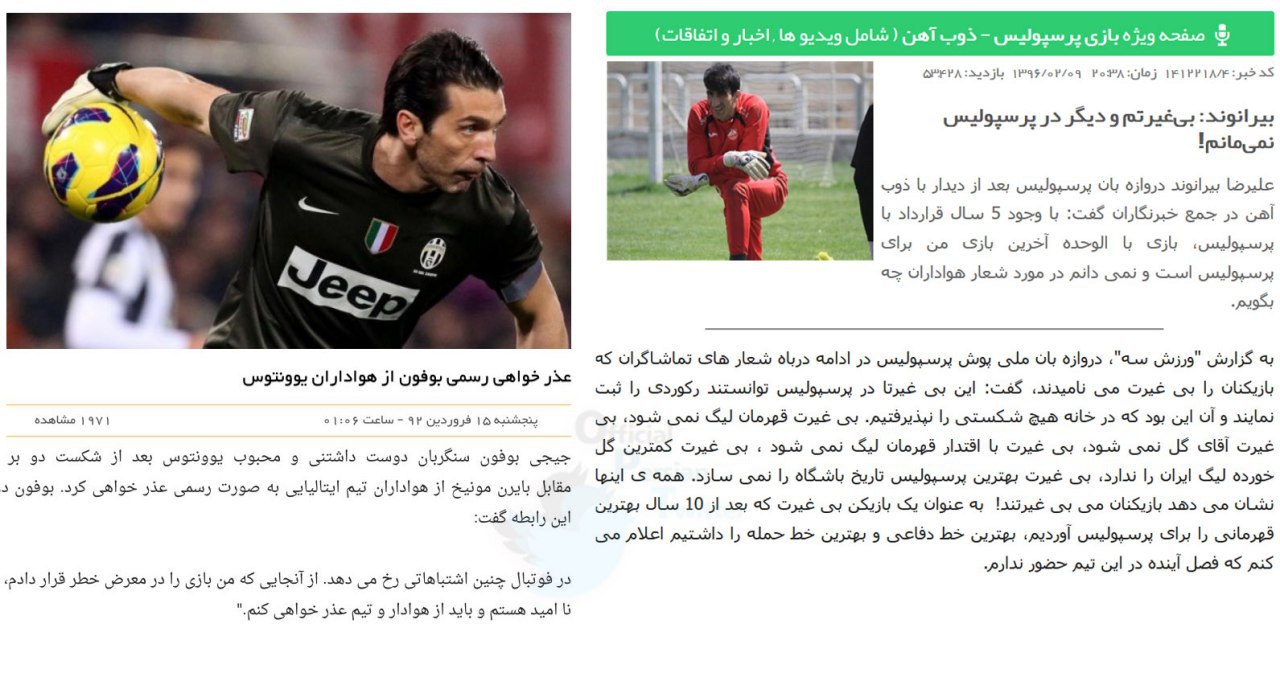 صفحه ویژه بازی پرسپولیس - ذوب آهن ( شامل ویدیو ها , اخبار و اتفاقات)
کد خبر: ۱۴۱۲۲۱۸/۴ زمان: ۲۰:۳۸ ۱۳۹۶/۰۲/۰۹ بازدید: ۵۳۴۲۸
بیرانوند: بی‌غیرتم و دیگر در پرسپولیس
نمی‌مانم!
علیرضا بیرانوند دروازه بان پرسپولیس بعد از دیدار با ذوب
آهن در جمع خبرنگاران گفت: با وجود 5 سال قرارداد با
پرسپولیس، بازی با الوحده آخرین بازی من برای
پرسپولیس است و نمی دانم در مورد شعار هواداران چه
بگویم.
به گزارش "ورزش سه"، دروازه بان ملی پوش پرسپولیس در ادامه درباه شعار های تماشاگران که
بازیکنان را بی غیرت می نامیدند، گفت: این بی غیرتا در پرسپولیس توانستند رکوردی را ثبت
نمایند و آن این بود که در خانه هیچ شکستی را نپذیرفتیم. بی غیرت قهرمان لیگ نمی شود، بی
غیرت آقای گل نمی شود، بی غیرت با اقتدار قهرمان لیگ نمی شود ، بی غیرت کمترین گل
خورده لیگ ایران را ندارد، بی غیرت بهترین پرسپولیس تاریخ باشگاه را نمی سازد. همه ی اینها
نشان می دهد بازیکنان می بی غیرتند! به عنوان یک بازیکن بی غیرت که بعد از 10 سال بهترین
قهرمانی را برای پرسپولیس آوردیم، بهترین خط دفاعی و بهترین خط حمله را داشتیم اعلام می
کنم که فصل آینده در این تیم حضور ندارم.
Jeep
عذر خواهی رسمی بوفون از هواداران یوونتوس
پنجشنبه ۱۵ فروردین ۹۲ - ساعت ۰۱:۰۶
۱۹۷۱ مشاهده
جیجی بوفون سنگربان دوست داشتنی و محبوب یوونتوس بعد از شکست دو بر
مقابل بایرن مونیخ از هواداران تیم ایتالیایی به صورت رسمی عذر خواهی کرد. بوفون د
این رابطه گفت:
در فوتبال چنین اشتباهاتی رخ می دهد. از آنجایی که من بازی را در معرض خطر قرار دادم،
نا امید هستم و باید از هوادار و تیم عذر خواهی کنم."
Official
Persian